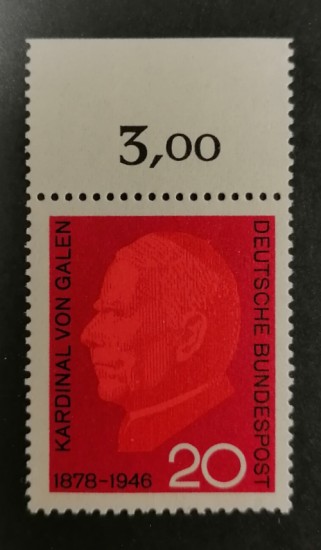 3,00
KARDINAL VON GALEN
DEUTSCHE BUNDESPOST
1878-1946
20